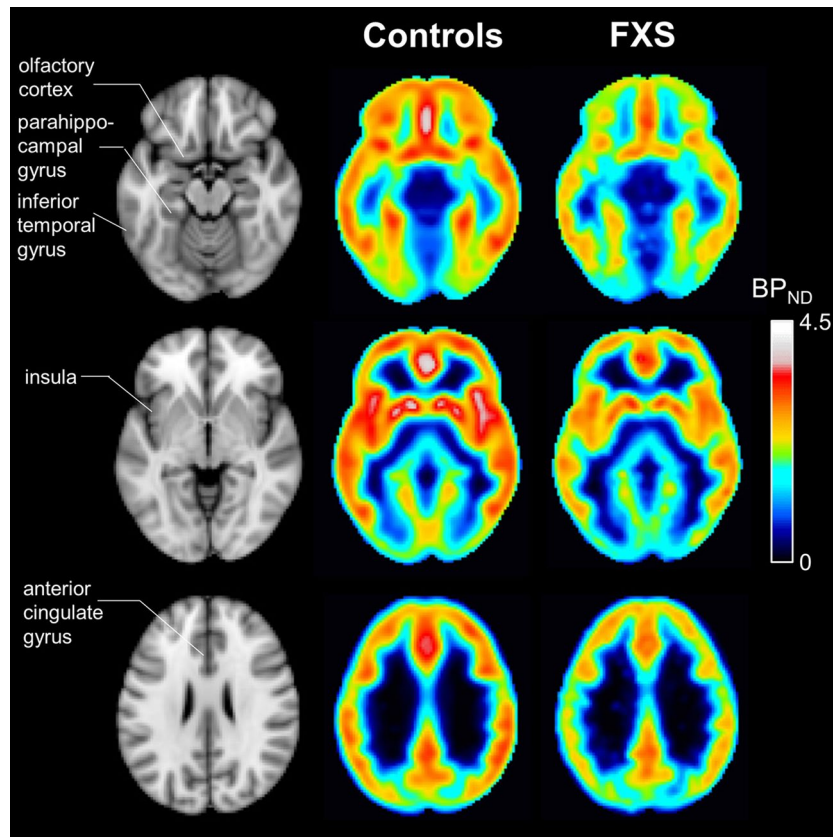 Controls
FXS
olfactory
cortex
parahippo-
campal
gyrus
inferior
temporal
gyrus
BPND
4.5
0
insula
anterior
cingulate
gyrus